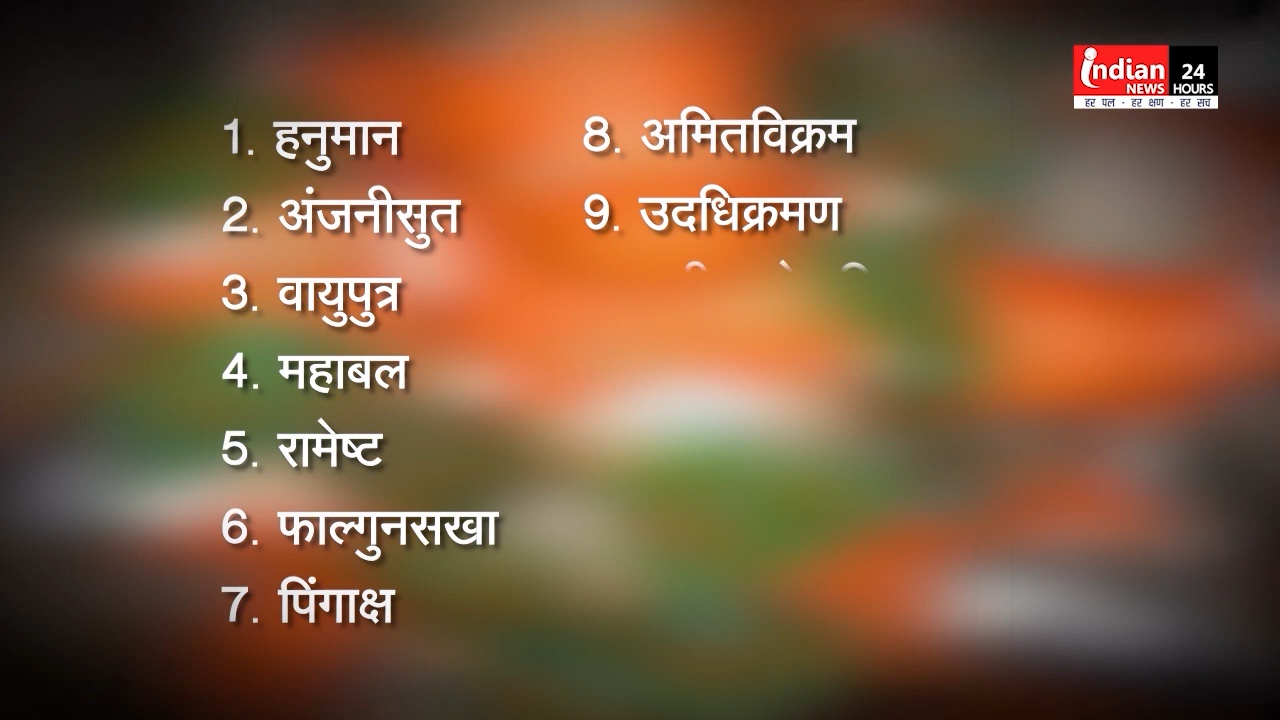 1. हनुमान
2. अंजनीसुत
3. वायुपुत्र
4. महाबल
5. रामेष्ट
6. फाल्गुनसखा
7. पिंगाक्ष
8. अमितविक्रम
9. उदधिक्रमण
indian 24
NEWS HOURS
हर पल - हर क्षण - हर सच